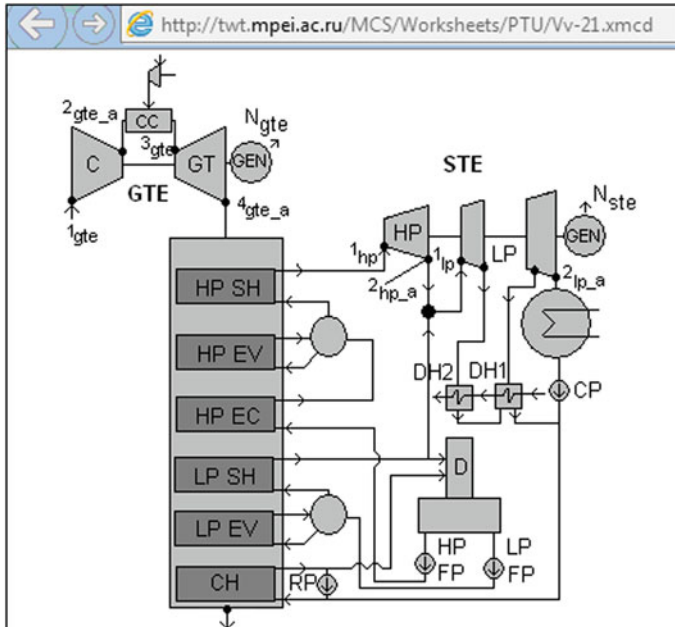 http://twt.mpei.ac.ru/MCS/Worksheets/PTU/Vv-21.xmcd
2gte_a
CC
Ngte
3gte
C
GT
GEN
GTE
STE
4gte_a
1gte
Nste
HP
1hp
1lp
LP
GEN
2hp_a
2lp_a
HP SH
HP EV
DH2
DH1
CP
HP EC
LP SH
D
LP EV
HP
LP
CH
RP
FP
FP